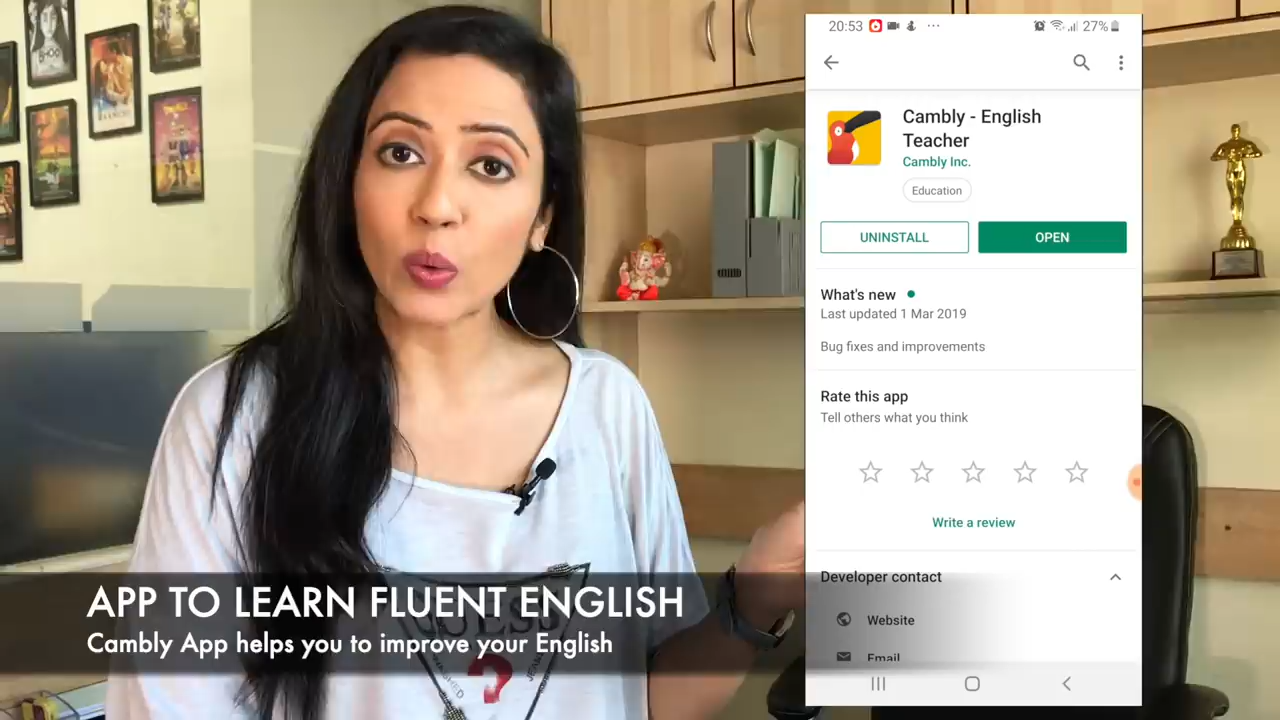 20:53
27%
Cambly - English
Teacher
Cambly Inc.
Education
UNINSTALL
OPEN
What's new
Last updated 1 Mar 2019
Bug fixes and improvements
Rate this app
Tell others what you think
Write a review
Developer contact
Website
Email
APP TO LEARN FLUENT ENGLISH
Cambly App helps you to improve your English
GUESS
?